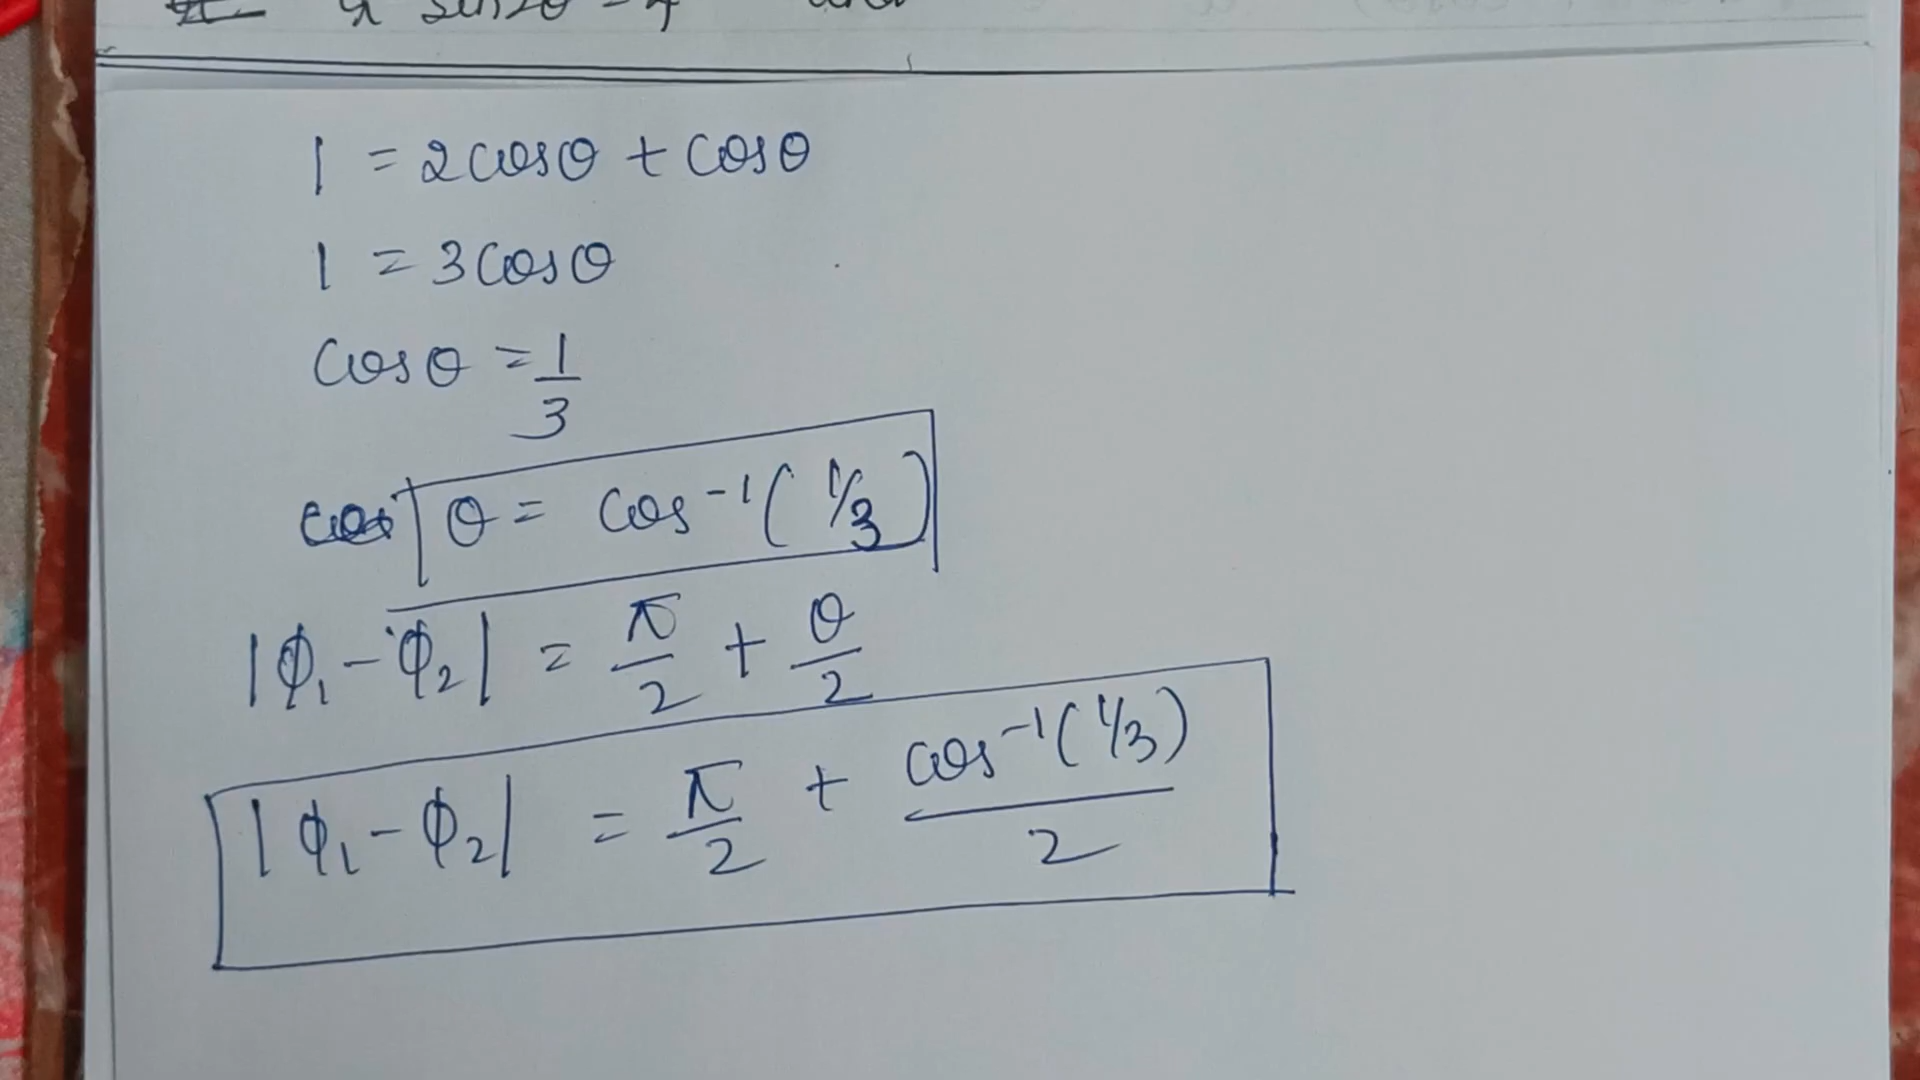 1 = 2cosθ + cosθ
1 = 3cosθ
cosθ = 1/3
θ = cos⁻¹(1/3)
|ϕ₁ - ϕ₂| = π/2 + θ/2
|ϕ₁ - ϕ₂| = π/2 + cos⁻¹(1/3)/2